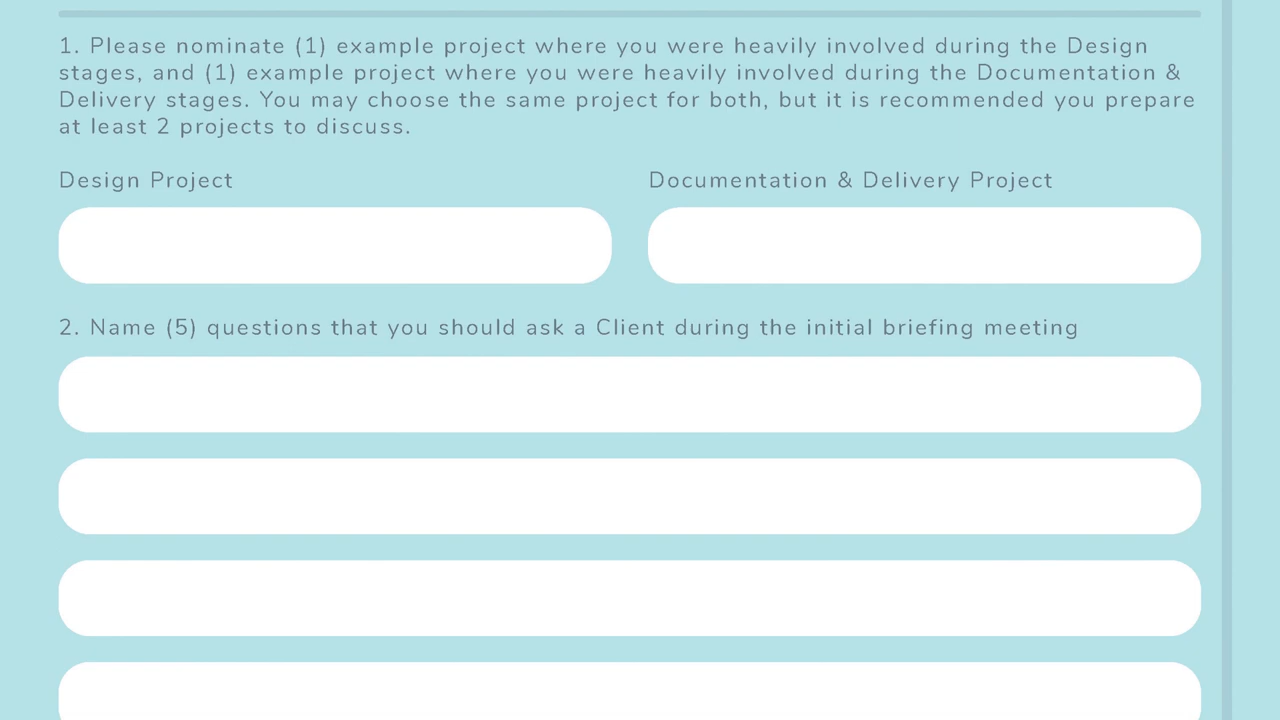 1. Please nominate (1) example project where you were heavily involved during the Design
stages, and (1) example project where you were heavily involved during the Documentation &
Delivery stages. You may choose the same project for both, but it is recommended you prepare
at least 2 projects to discuss.
Design Project
Documentation & Delivery Project
2. Name (5) questions that you should ask a Client during the initial briefing meeting